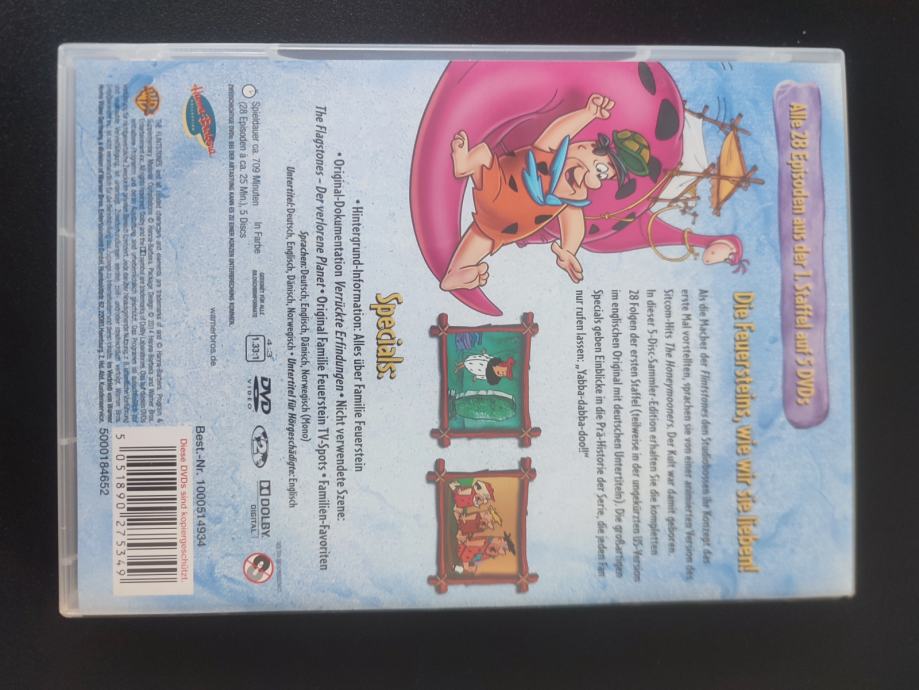 Alle 28 Episoden aus der 1. Staffel auf 5 DVDs
Die Feuersteins, wie wir sie lieben!
Als die Macher der Flintstones den Studiobossen ihr Konzept das
erste Mal vorstellten, sprachen sie von einer animierten Version des
Sitcom-Hits The Honeymooners. Der Kult war damit geboren.
In dieser 5-Disc-Sammler-Edition erhalten Sie die kompletten
28 Folgen der ersten Staffel (teilweise in der ungekürzten US-Version
im englischen Original mit deutschen Untertiteln). Die großartigen
Specials geben Einblicke in die Prä-Historie der Serie, die jeden Fan
nur rufen lassen: „Yabba-dabba-doo!!"
Specials:
• Hintergrund-Information: Alles über Familie Feuerstein
• Original-Dokumentation Verrückte Erfindungen • Nicht verwendete Szene:
The Flagstones – Der verlorene Planet • Original Familie Feuerstein TV-Spots • Familien-Favoriten
Sprachen: Deutsch, Englisch, Dänisch, Norwegisch (Mono)
Untertitel: Deutsch, Englisch, Dänisch, Norwegisch • Untertitel für Hörgeschädigte: Englisch
Spieldauer ca. 709 Minuten In Farbe
(28 Episoden à ca. 25 Min.), 5 Discs
GEEIGNET FÜR ALLE
BILDSCHIRMFORMATE
4:3
1.33:1
DVD
VIDEO
2
DOLBY
DIGITAL
Hanna-Barbera
WB
warnerbros.de
Best.-Nr. 1000514934
Diese DVDs sind kopiergeschützt.
5 051890 275349
5000184652